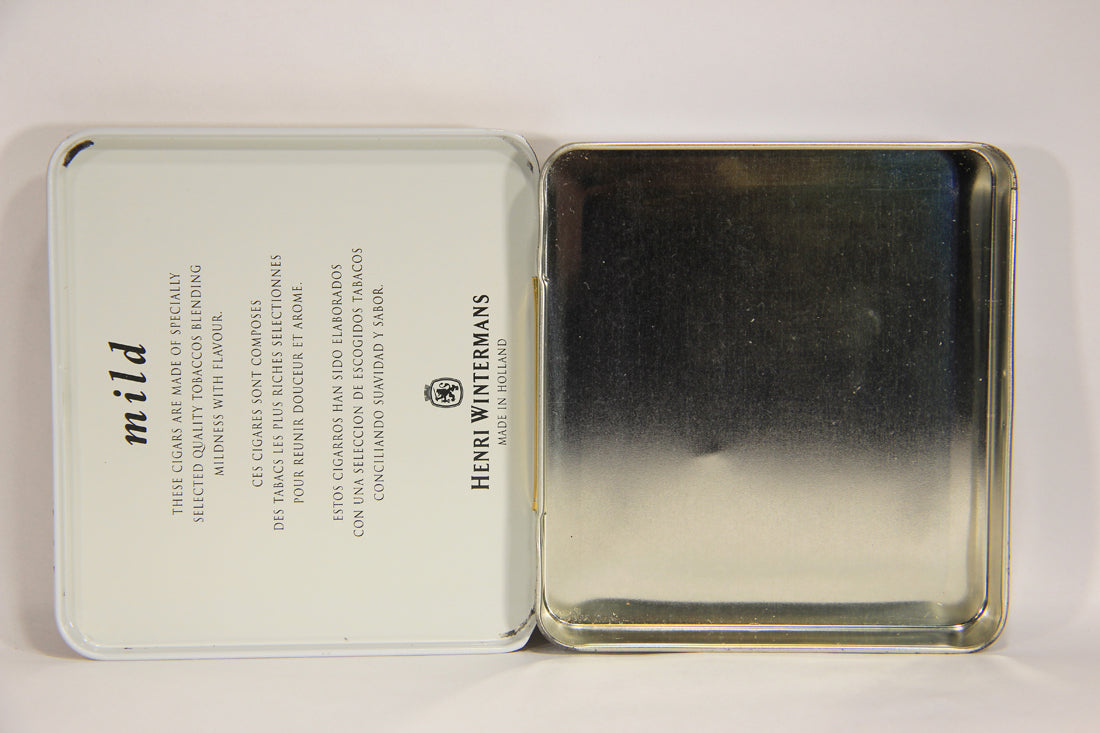 mild
THESE CIGARS ARE MADE OF SPECIALLY
SELECTED QUALITY TOBACCOS BLENDING
MILDNESS WITH FLAVOUR.
CES CIGARES SONT COMPOSES
DES TABACS LES PLUS RICHES SELECTIONNES
POUR REUNIR DOUCEUR ET AROME.
ESTOS CIGARROS HAN SIDO ELABORADOS
CON UNA SELECCION DE ESCOGIDOS TABACOS
CONCILIANDO SUAVIDAD Y SABOR.
HENRI WINTERMANS
MADE IN HOLLAND